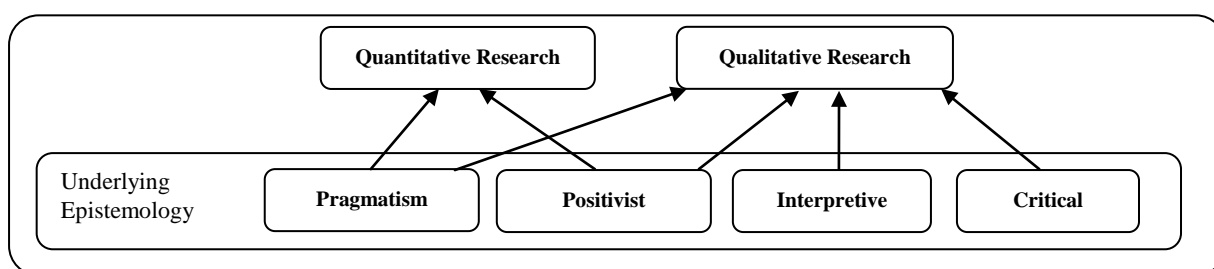 Quantitative Research
Qualitative Research
Underlying
Epistemology
Pragmatism
Positivist
Interpretive
Critical